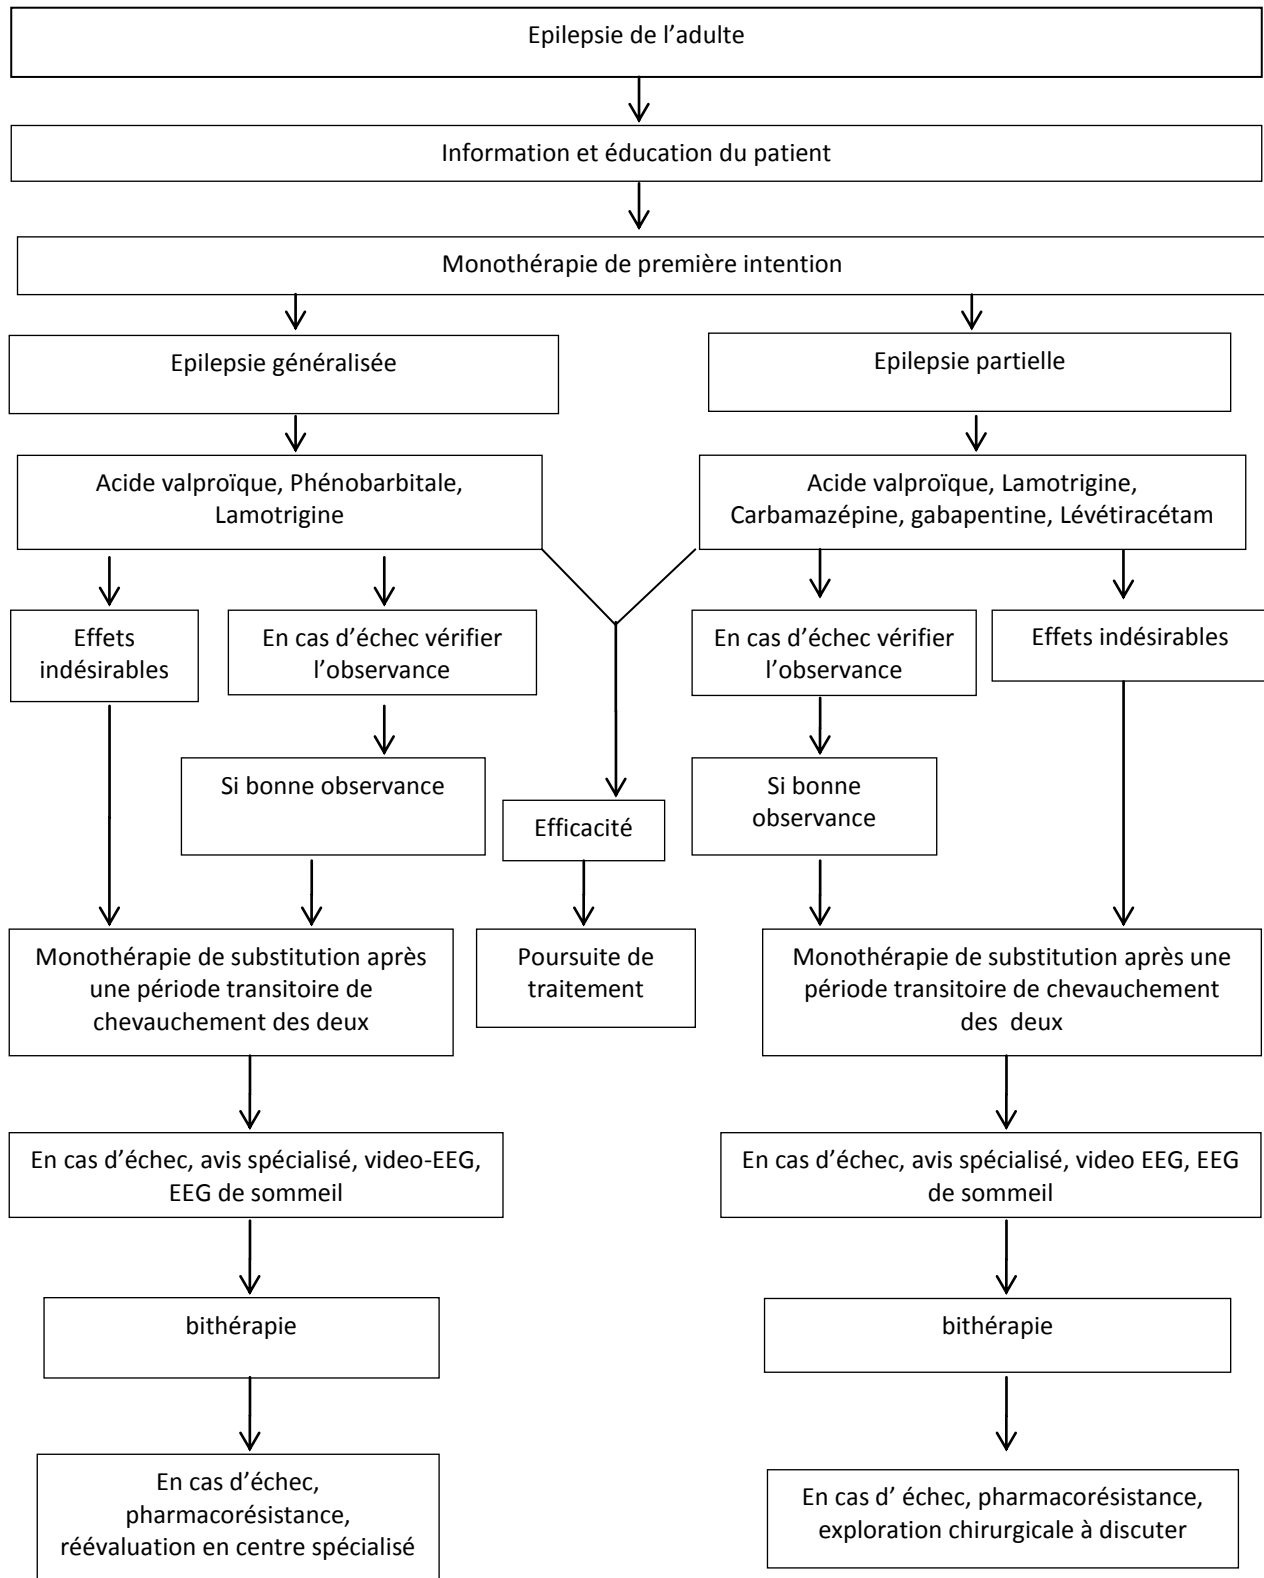 Epilepsie de l’adulte
Information et éducation du patient
Monothérapie de première intention
Epilepsie généralisée
Epilepsie partielle
Acide valproïque, Phénobarbitale,
Lamotrigine
Acide valproïque, Lamotrigine,
Carbamazépine, gabapentine, Lévétiracétam
Effets
indésirables
En cas d’échec vérifier
l’observance
En cas d’échec vérifier
l’observance
Effets indésirables
Si bonne observance
Efficacité
Si bonne
observance
Monothérapie de substitution après
une période transitoire de
chevauchement des deux
Poursuite de
traitement
Monothérapie de substitution après une
période transitoire de chevauchement
des  deux
En cas d’échec, avis spécialisé, video-EEG,
EEG de sommeil
En cas d’échec, avis spécialisé, video EEG, EEG
de sommeil
bithérapie
bithérapie
En cas d’échec,
pharmacorésistance,
réévaluation en centre spécialisé
En cas d’ échec, pharmacorésistance,
exploration chirurgicale à discuter